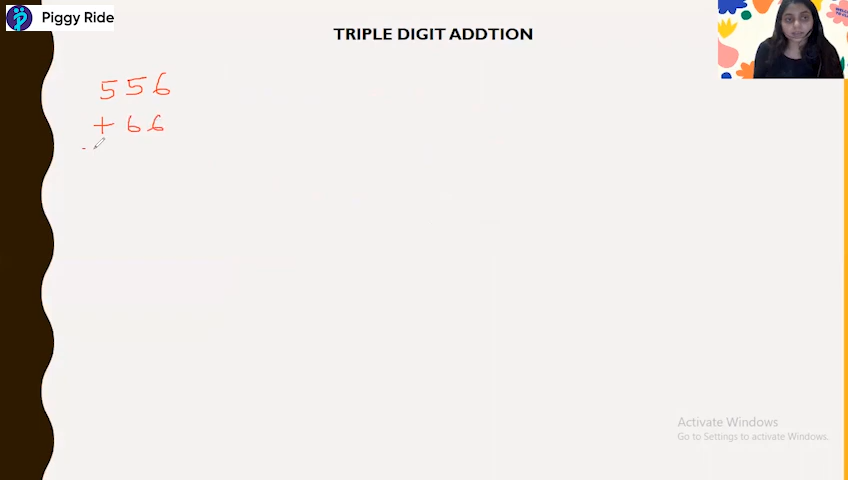 Piggy Ride
TRIPLE DIGIT ADDTION
556
+ 66
Activate Windows
Go to Settings to activate Windows.